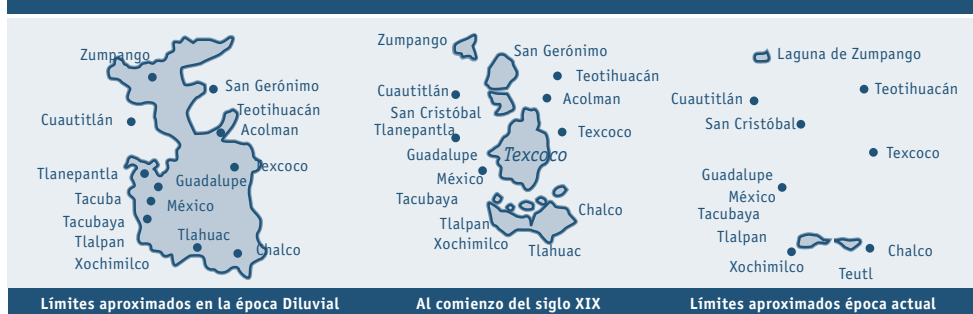 Zumpango
San Gerónimo
Teotihuacán
Cuautitlán
Acolman
Texcoco
Tlanepantla
Guadalupe
Tacuba
México
Tacubaya
Tlahuac
Tlalpan
Chalco
Xochimilco
Límites aproximados en la época Diluvial
Zumpango
San Gerónimo
Teotihuacán
Cuautitlán
Acolman
San Cristóbal
Tlanepantla
Texcoco
Guadalupe
Texcoco
México
Tacubaya
Chalco
Tlalpan
Xochimilco
Tlahuac
Al comienzo del siglo XIX
Laguna de Zumpango
Teotihuacán
Cuautitlán
San Cristóbal
Texcoco
Guadalupe
México
Tacubaya
Tlalpan
Chalco
Xochimilco
Teutl
Límites aproximados época actual